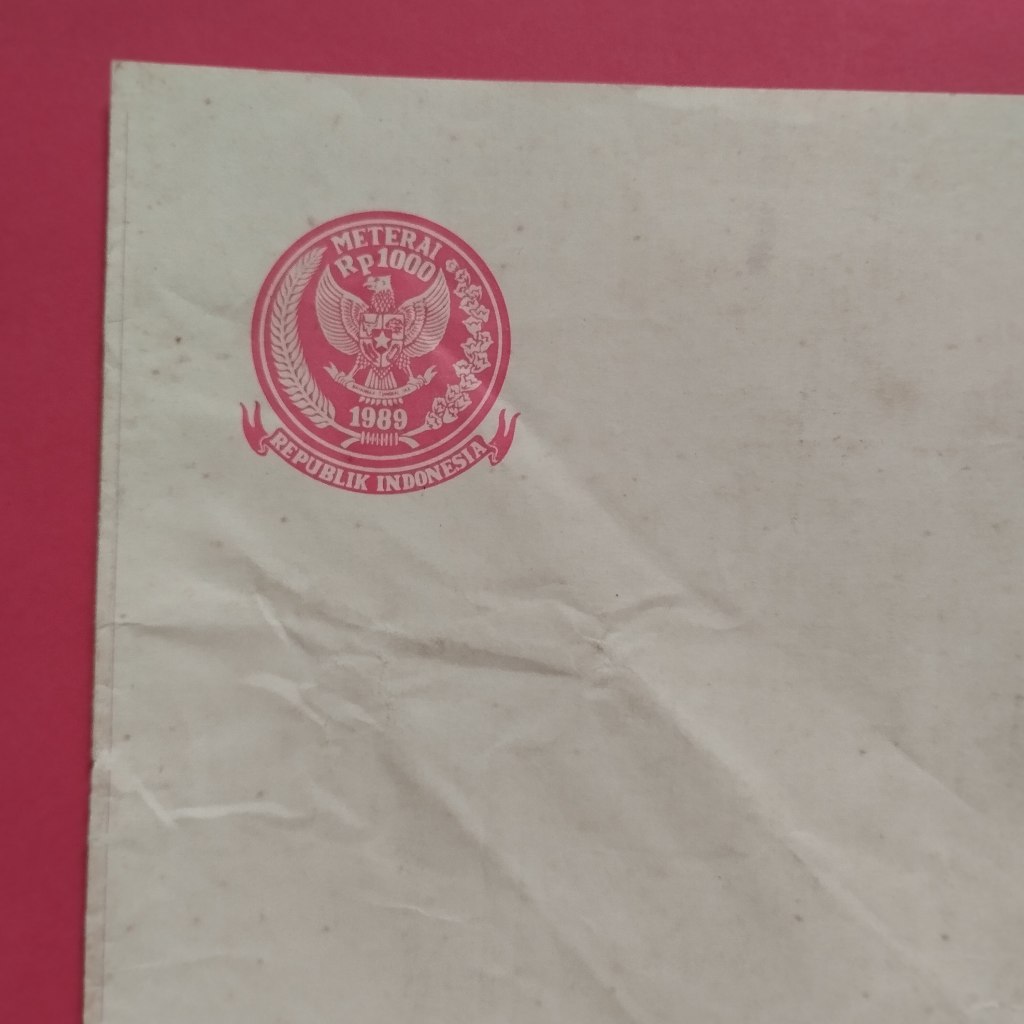 METERAI
Rp1000
1989
REPUBLIK INDONESIA